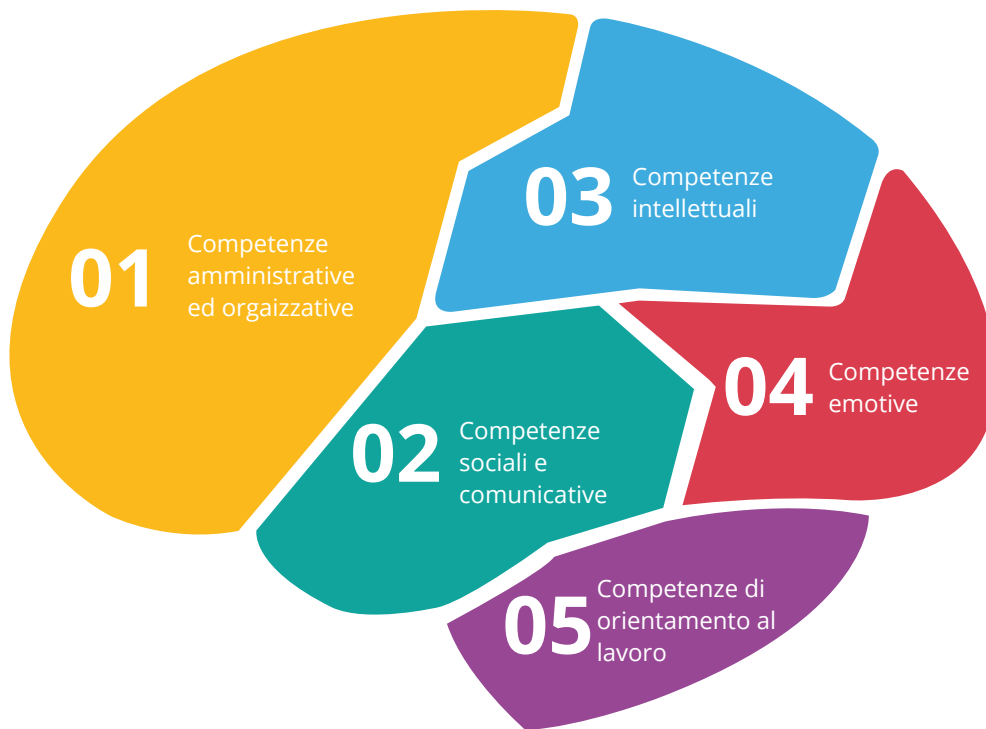 01
Competenze
amministrative
ed orgaizzative
02
Competenze
sociali e
comunicative
03
Competenze
intellettuali
04
Competenze
emotive
05
Competenze di
orientamento al
lavoro